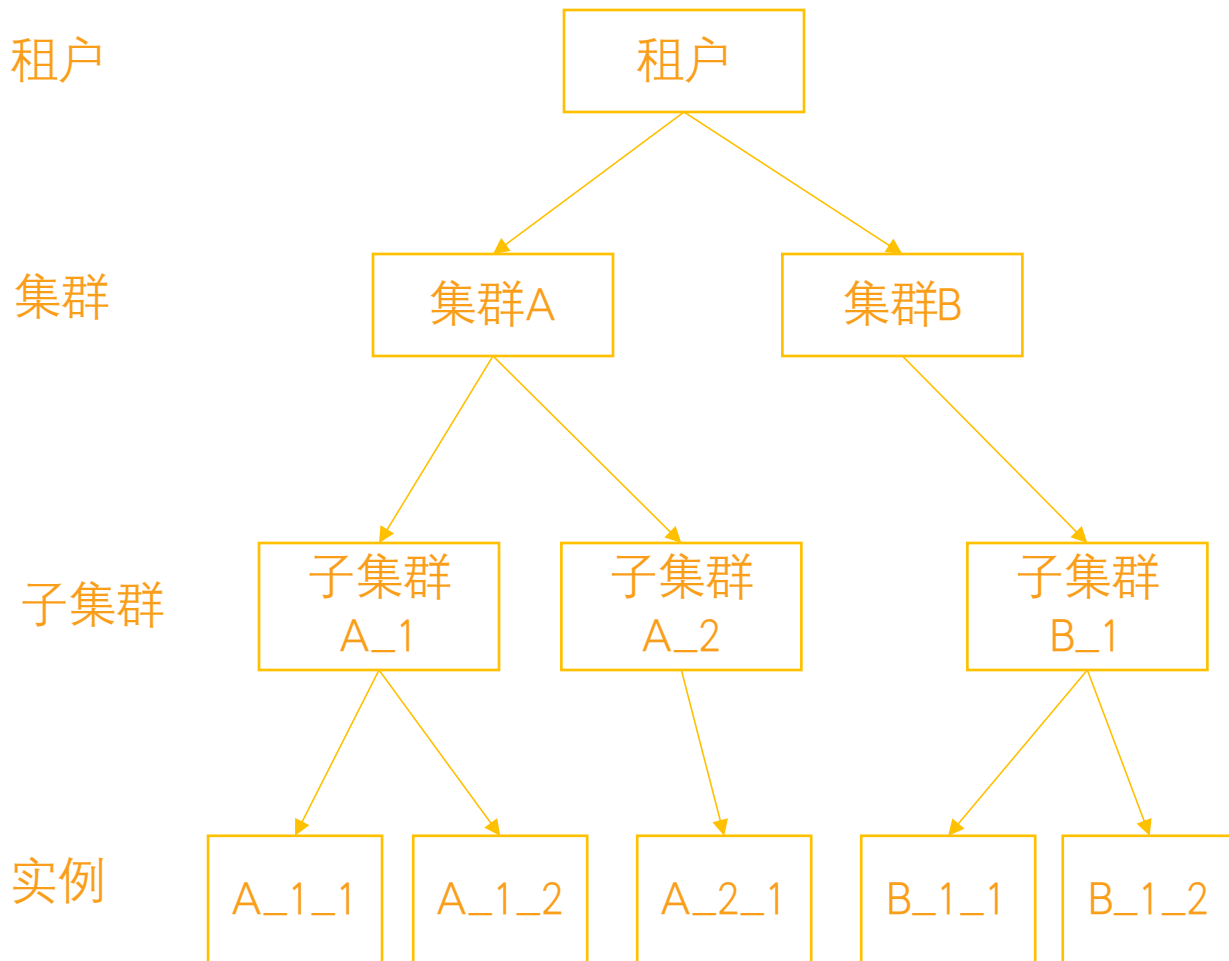 租户
租户
集群
集群A
集群B
子集群
子集群
A_1
子集群
A_2
子集群
B_1
实例
A_1_1
A_1_2
A_2_1
B_1_1
B_1_2